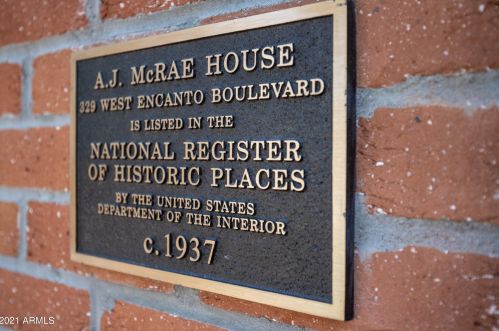 A.J. McRAE HOUSE
329 WEST ENCANTO BOULEVARD
IS LISTED IN THE
NATIONAL REGISTER
OF HISTORIC PLACES
BY THE UNITED STATES
DEPARTMENT OF THE INTERIOR
c.1937
2021 ARMLS
PHOTO